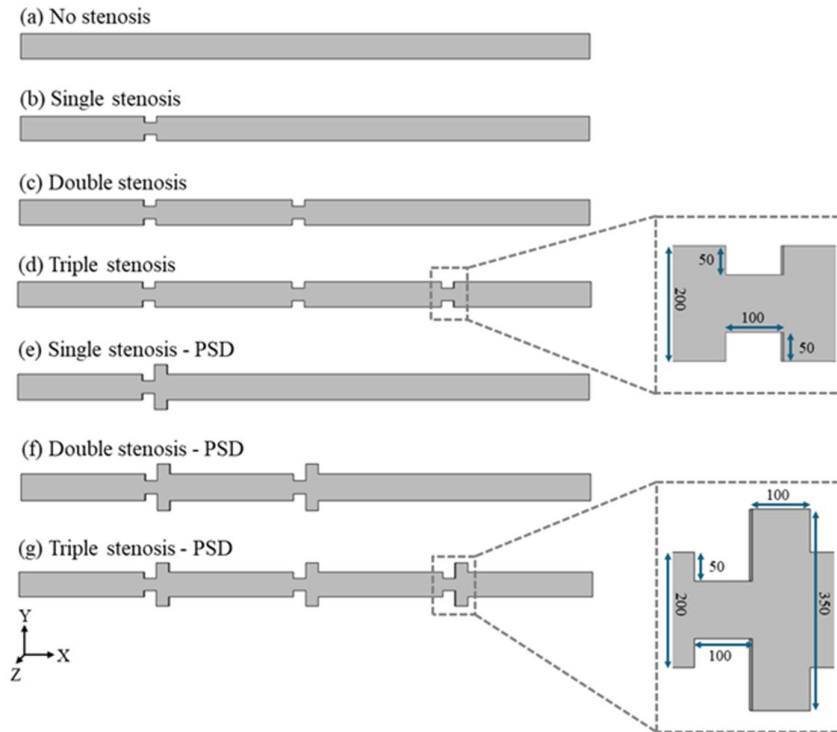 (a) No stenosis
(b) Single stenosis
(c) Double stenosis
(d) Triple stenosis
50
200
100
50
(e) Single stenosis - PSD
(f) Double stenosis - PSD
(g) Triple stenosis - PSD
100
50
200
350
100
Y
X
Z